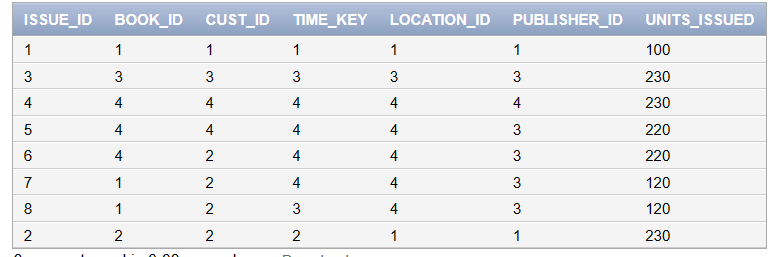 ISSUE_ID BOOK_ID CUST_ID TIME_KEY LOCATION_ID PUBLISHER_ID UNITS_ISSUED
1 1 1 1 1 1 100
3 3 3 3 3 3 230
4 4 4 4 4 4 230
5 4 4 4 4 3 220
6 4 2 4 4 3 220
7 1 2 4 4 3 120
8 1 2 3 4 3 120
2 2 2 2 1 1 230